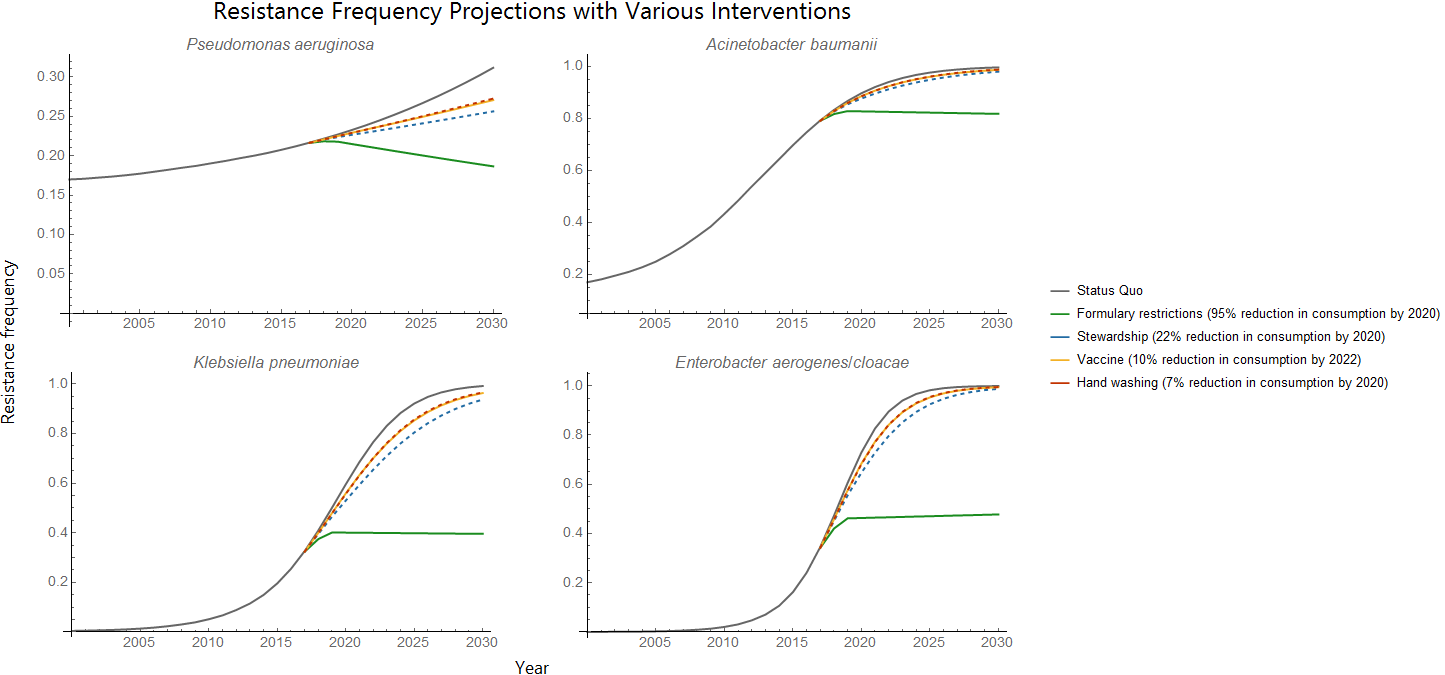 Resistance Frequency Projections with Various Interventions
Pseudomonas aeruginosa
0.30
0.25
0.20
0.15
0.10
0.05
2005 2010 2015 2020 2025 2030
Acinetobacter baumanii
1.0
0.8
0.6
0.4
0.2
2005 2010 2015 2020 2025 2030
Klebsiella pneumoniae
1.0
0.8
0.6
0.4
0.2
2005 2010 2015 2020 2025 2030
Enterobacter aerogenes/cloacae
1.0
0.8
0.6
0.4
0.2
2005 2010 2015 2020 2025 2030
Resistance frequency
Year
Status Quo
Formulary restrictions (95% reduction in consumption by 2020)
Stewardship (22% reduction in consumption by 2020)
Vaccine (10% reduction in consumption by 2022)
Hand washing (7% reduction in consumption by 2020)